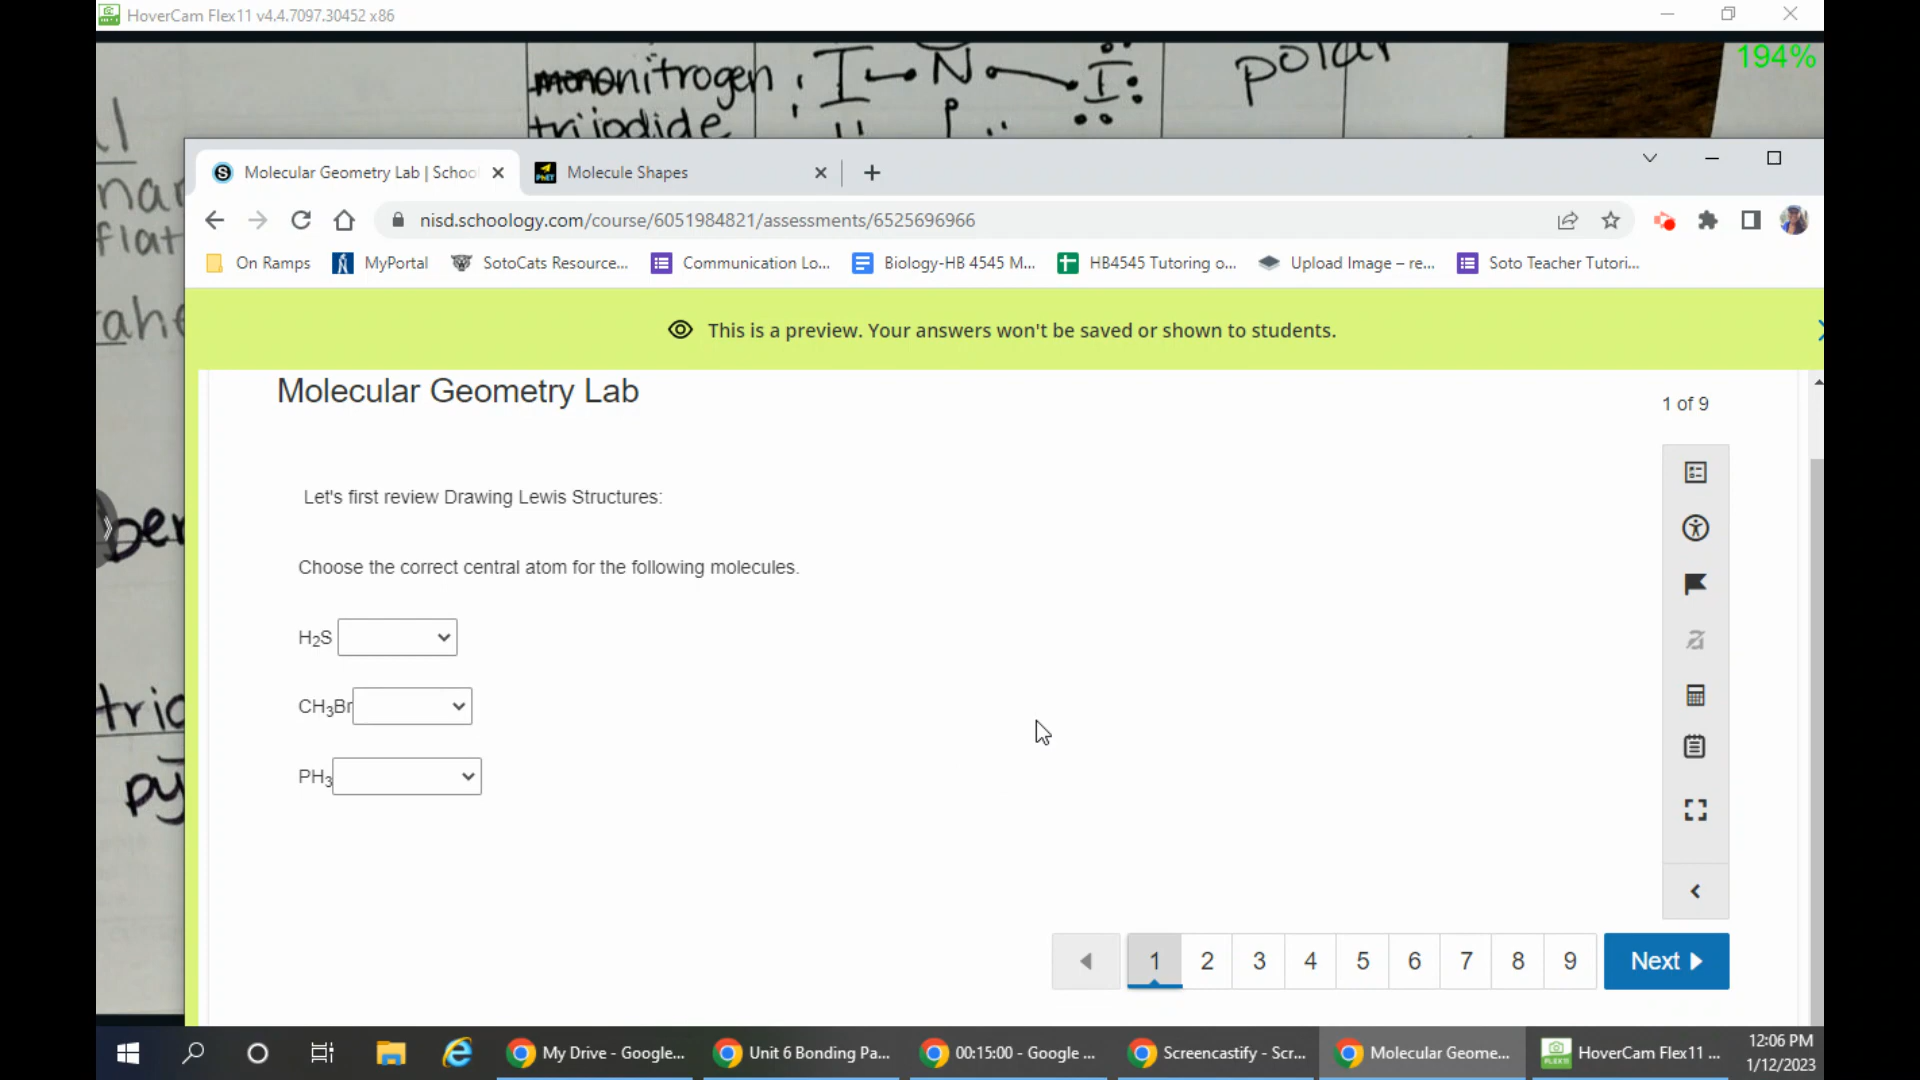 HoverCam Flex11 v4.4.7097.30452 x86
194%
nitrogen
triiodide
I N I
polar
Molecular Geometry Lab | Schoo
Molecule Shapes
nisd.schoology.com/course/6051984821/assessments/6525696966
On Ramps MyPortal SotoCats Resource... Communication Lo... Biology-HB 4545 M... HB4545 Tutoring o... Upload Image – re... Soto Teacher Tutori...
This is a preview. Your answers won't be saved or shown to students.
Molecular Geometry Lab
1 of 9
Let's first review Drawing Lewis Structures:
Choose the correct central atom for the following molecules.
H₂S
CH₃Br
PH₃
1 2 3 4 5 6 7 8 9 Next
My Drive - Google... Unit 6 Bonding Pa... 00:15:00 - Google ... Screencastify - Scr... Molecular Geome... HoverCam Flex11 ...
12:06 PM
1/12/2023